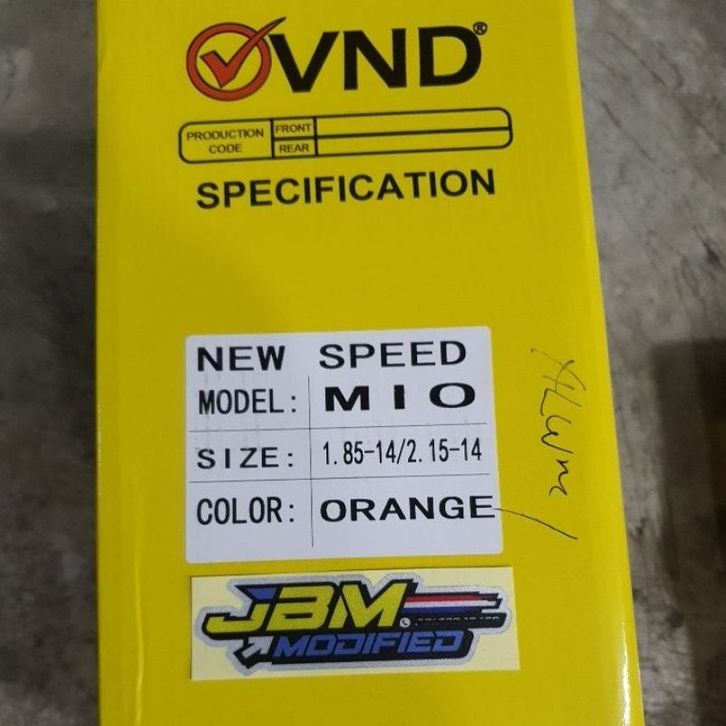 VND®
PRODUCTION CODE
FRONT
REAR
SPECIFICATION
NEW SPEED
MODEL: MIO
SIZE: 1.85-14/2.15-14
COLOR: ORANGE
JBM
MODIFIED